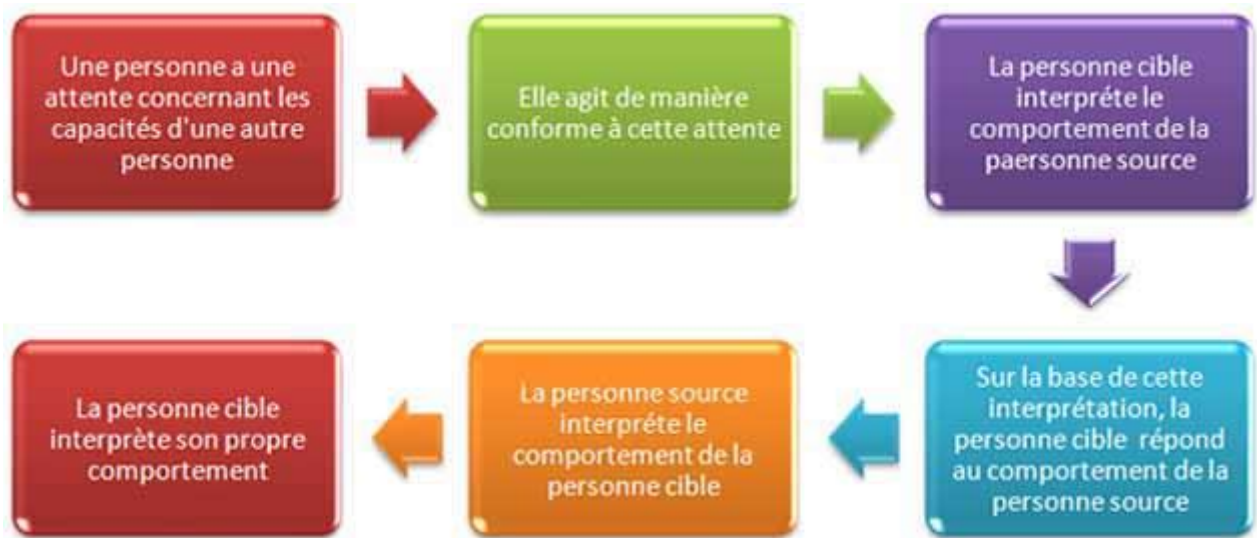 Une personne a une
attente concernant les
capacités d'une autre
personne
Elle agit de manière
conforme à cette attente
La personne cible
interpréte le
comportement de la
paersonne source
Sur la base de cette
interprétation, la
personne cible répond
au comportement de la
personne source
La personne source
interpréte le
comportement de la
personne cible
La personne cible
interprète son propre
comportement